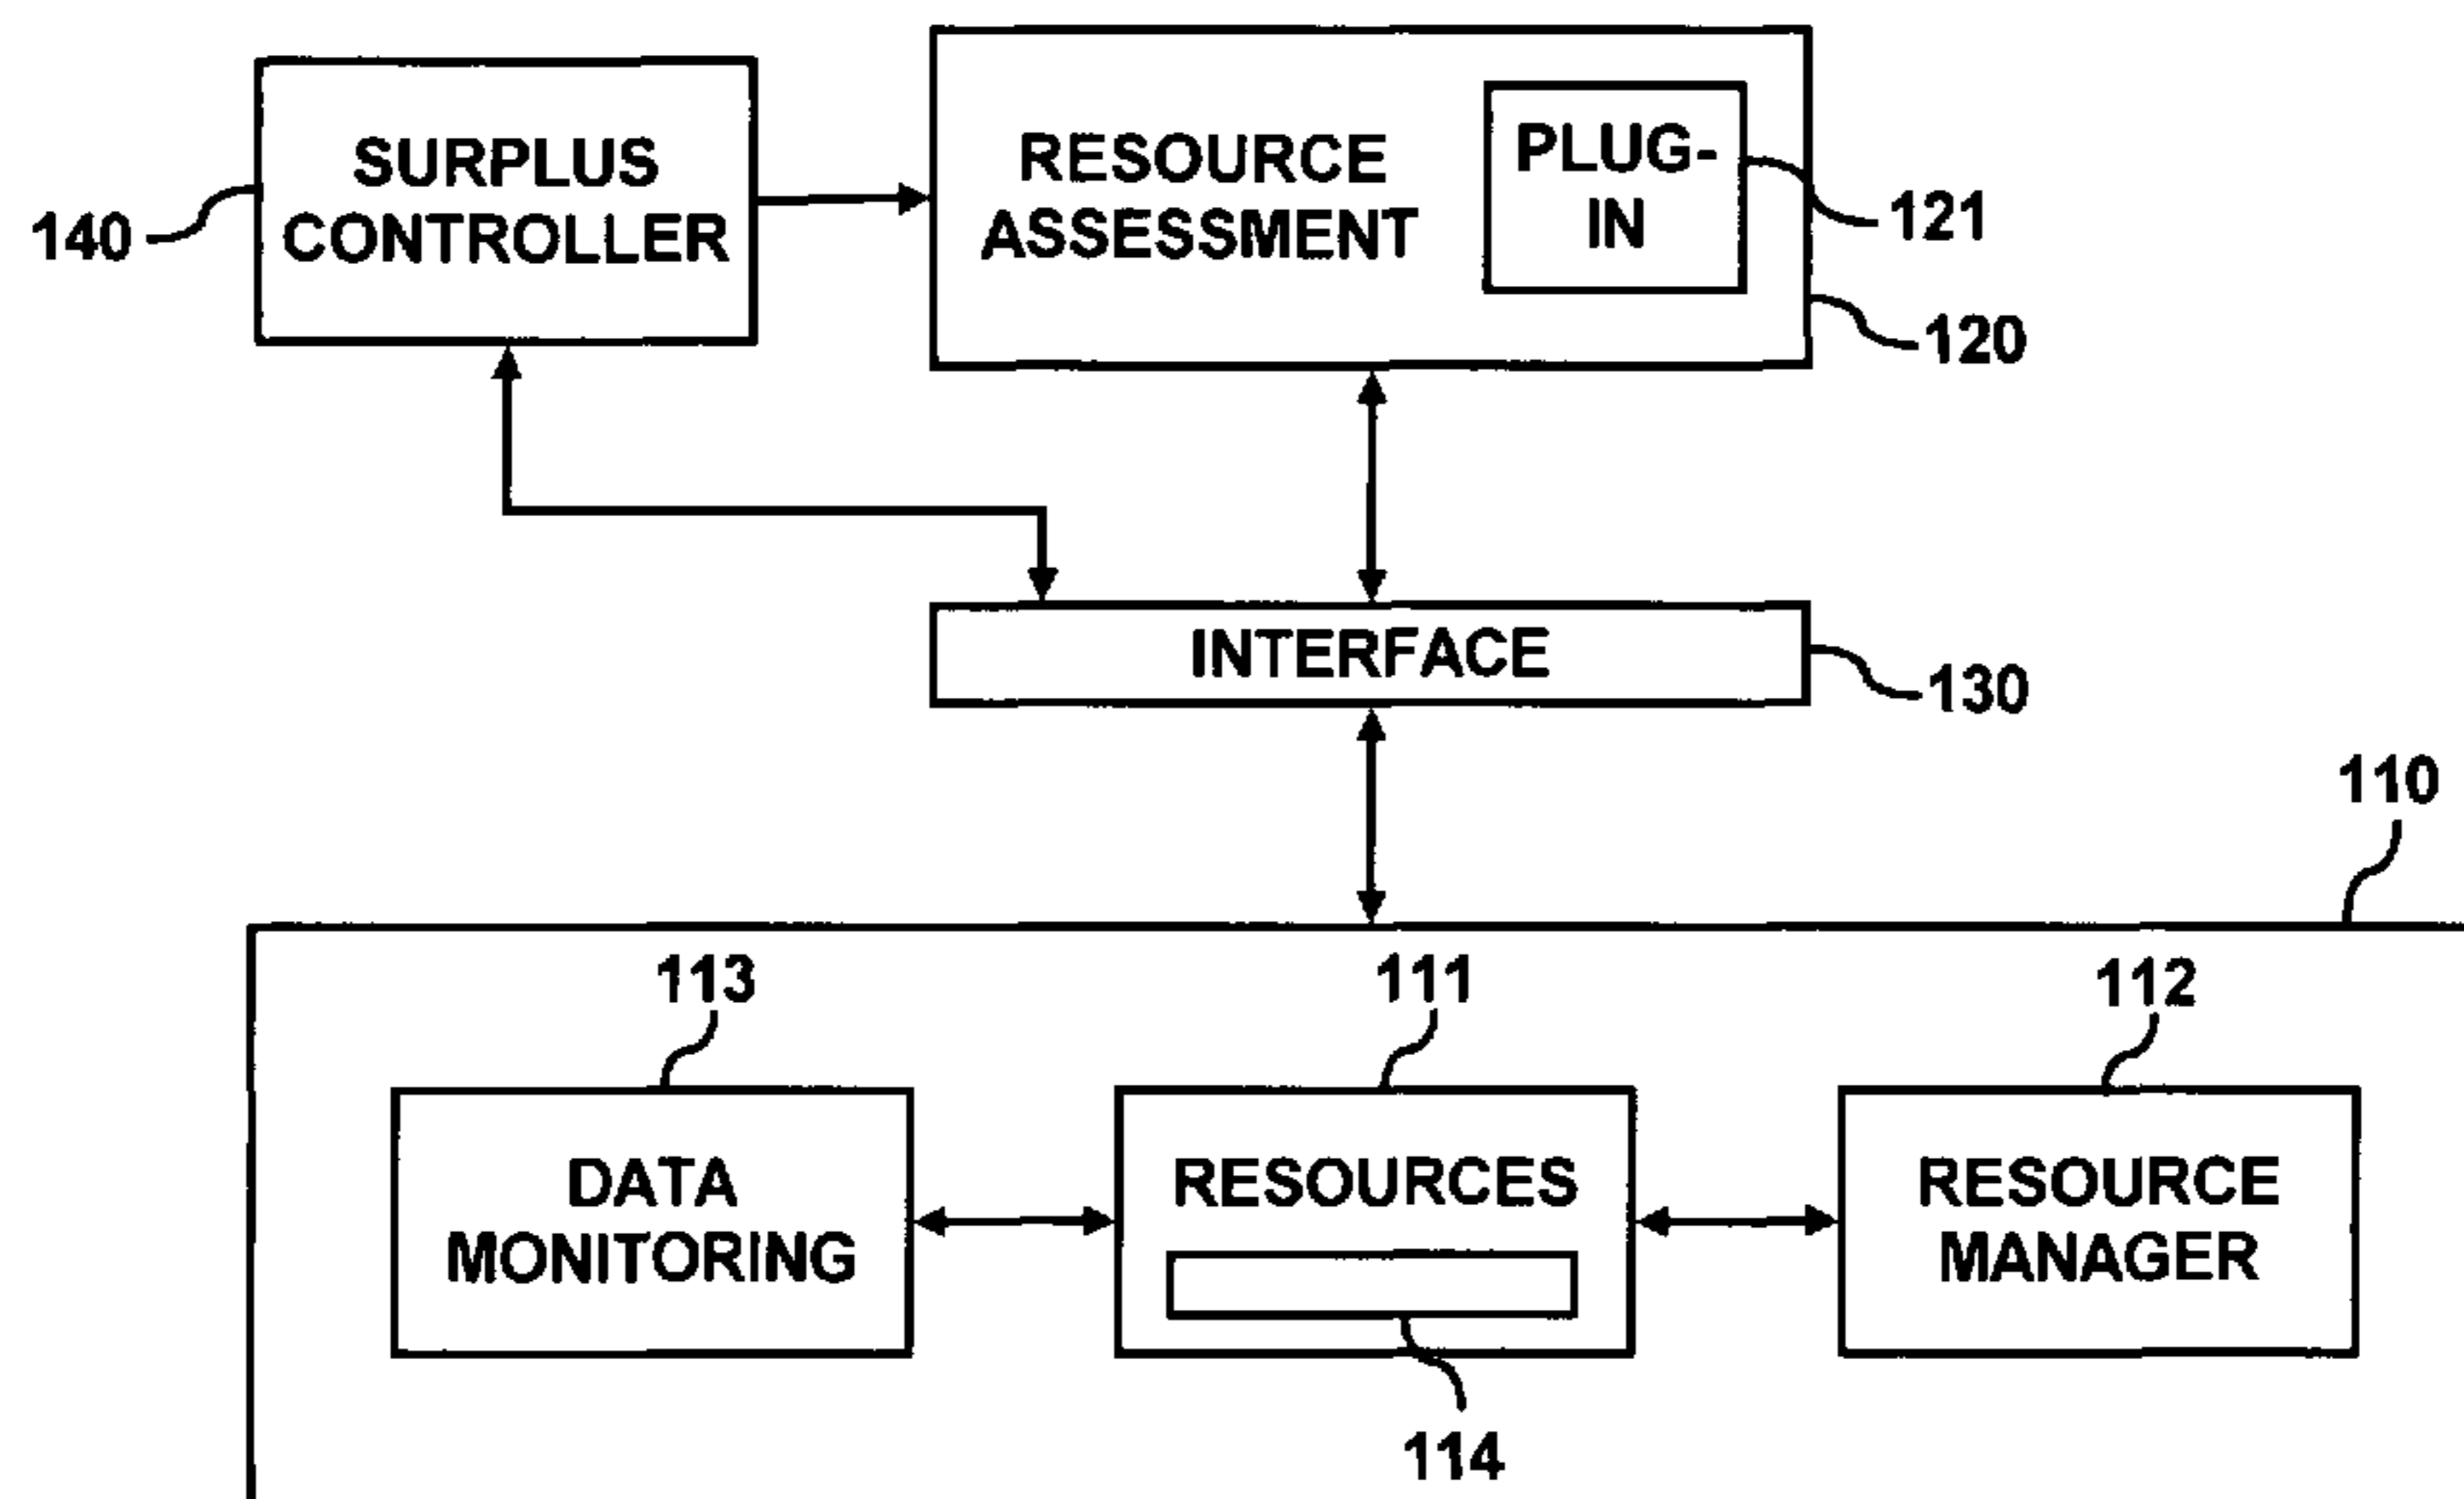 SURPLUS
CONTROLLER
140
RESOURCE
ASSESSMENT
PLUG-
IN
121
120
INTERFACE
130
110
113
111
112
DATA
MONITORING
RESOURCES
RESOURCE
MANAGER
114